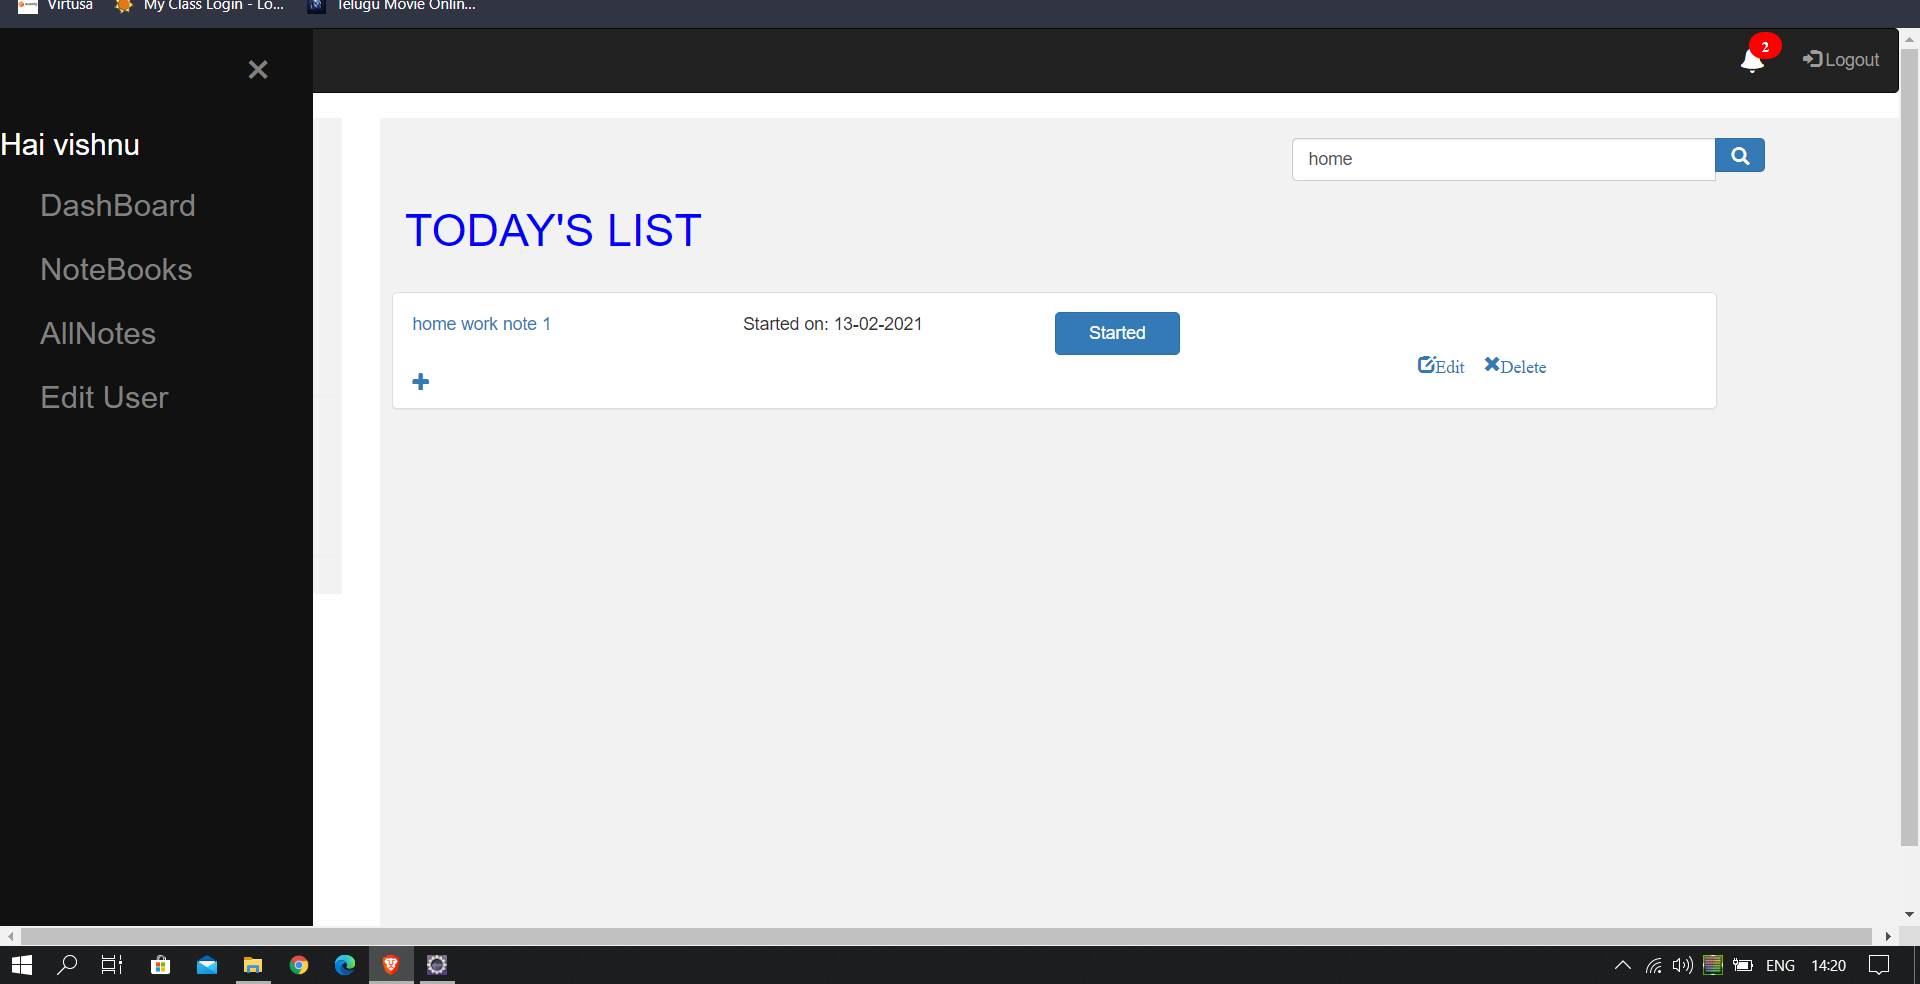 Virtusa
My Class Login - Lo...
Telugu Movie Onlin...
2
Logout
Hai vishnu
DashBoard
NoteBooks
AllNotes
Edit User
home
TODAY'S LIST
home work note 1
Started on: 13-02-2021
Started
Edit
Delete
ENG
14:20